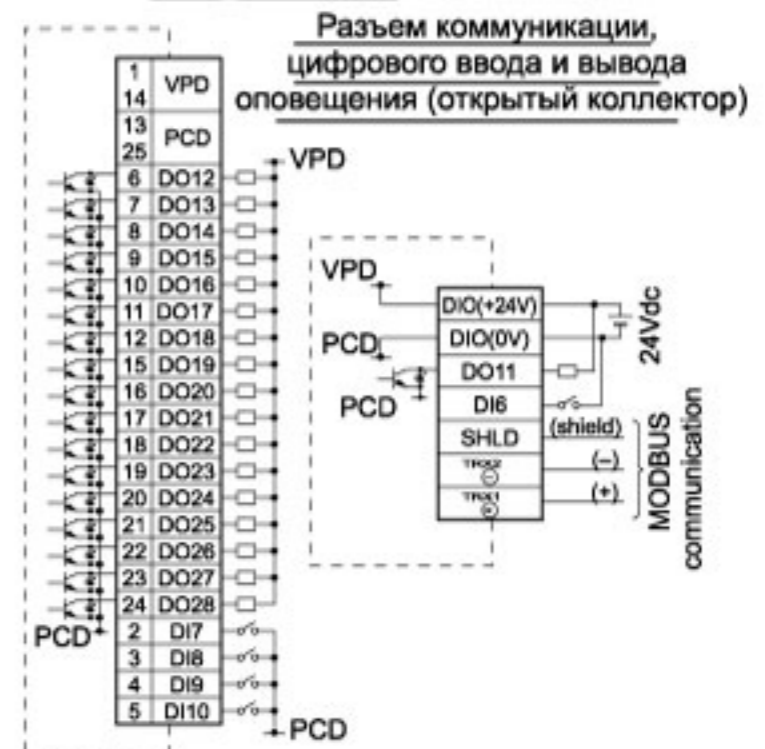 Разъем коммуникации,
цифрового ввода и вывода
оповещения (открытый коллектор)
1
14 VPD
13
25 PCD
VPD
6 DO12
7 DO13
8 DO14
9 DO15
10 DO16
11 DO17
12 DO18
15 DO19
16 DO20
17 DO21
18 DO22
19 DO23
20 DO24
21 DO25
22 DO26
23 DO27
24 DO28
PCD
2 DI7
3 DI8
4 DI9
5 DI10
PCD
VPD
DIO(+24V)
PCD
DIO(0V)
24Vdc
PCD
DO11
DI6
SHLD (shield)
TRX2 (–)
TRX1 (+)
MODBUS
communication